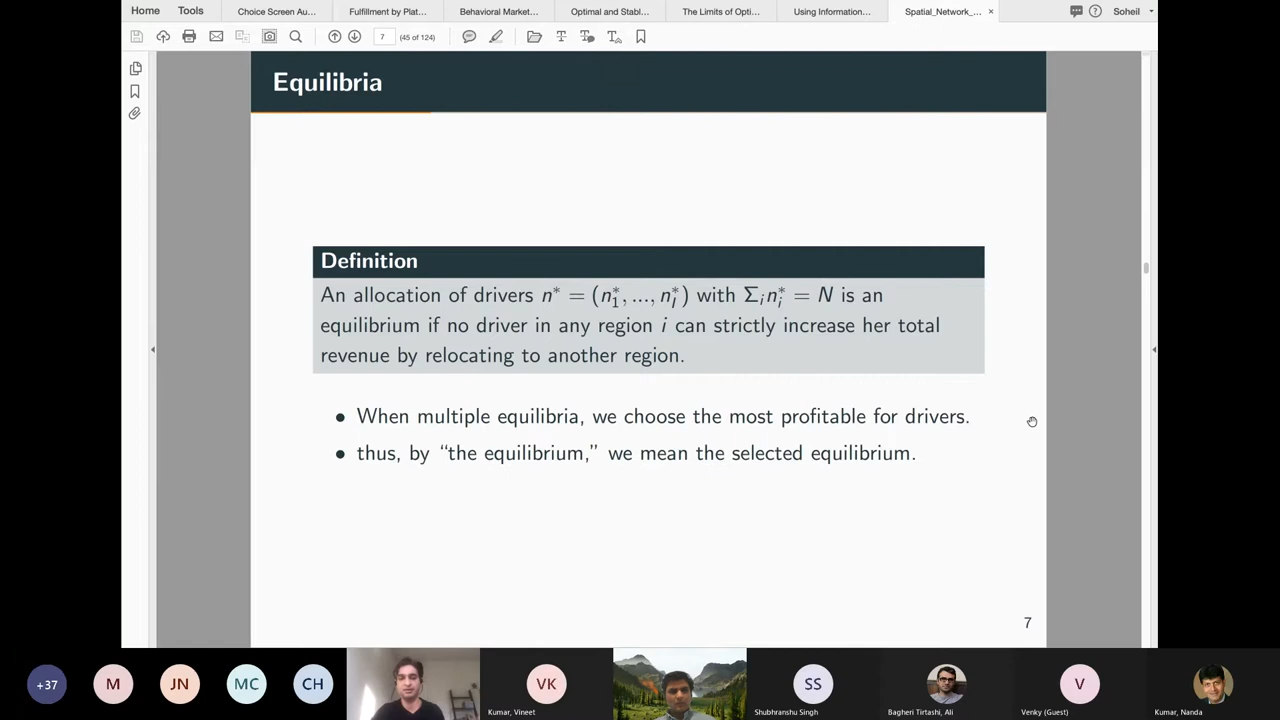 Home Tools Choice Screen Au... Fulfillment by Plat... Behavioral Market... Optimal and Stabl... The Limits of Opti... Using Information... Spatial_Network_... × ? Soheil
7 (45 of 124)
Equilibria
Definition
An allocation of drivers n* = (n₁*, ..., n_I*) with Σᵢnᵢ* = N is an
equilibrium if no driver in any region i can strictly increase her total
revenue by relocating to another region.
• When multiple equilibria, we choose the most profitable for drivers.
• thus, by “the equilibrium,” we mean the selected equilibrium.
7
+37 M JN MC CH VK SS V
Kumar, Vineet Shubhranshu Singh Bagheri Tirtashi, Ali Venky (Guest) Kumar, Nanda